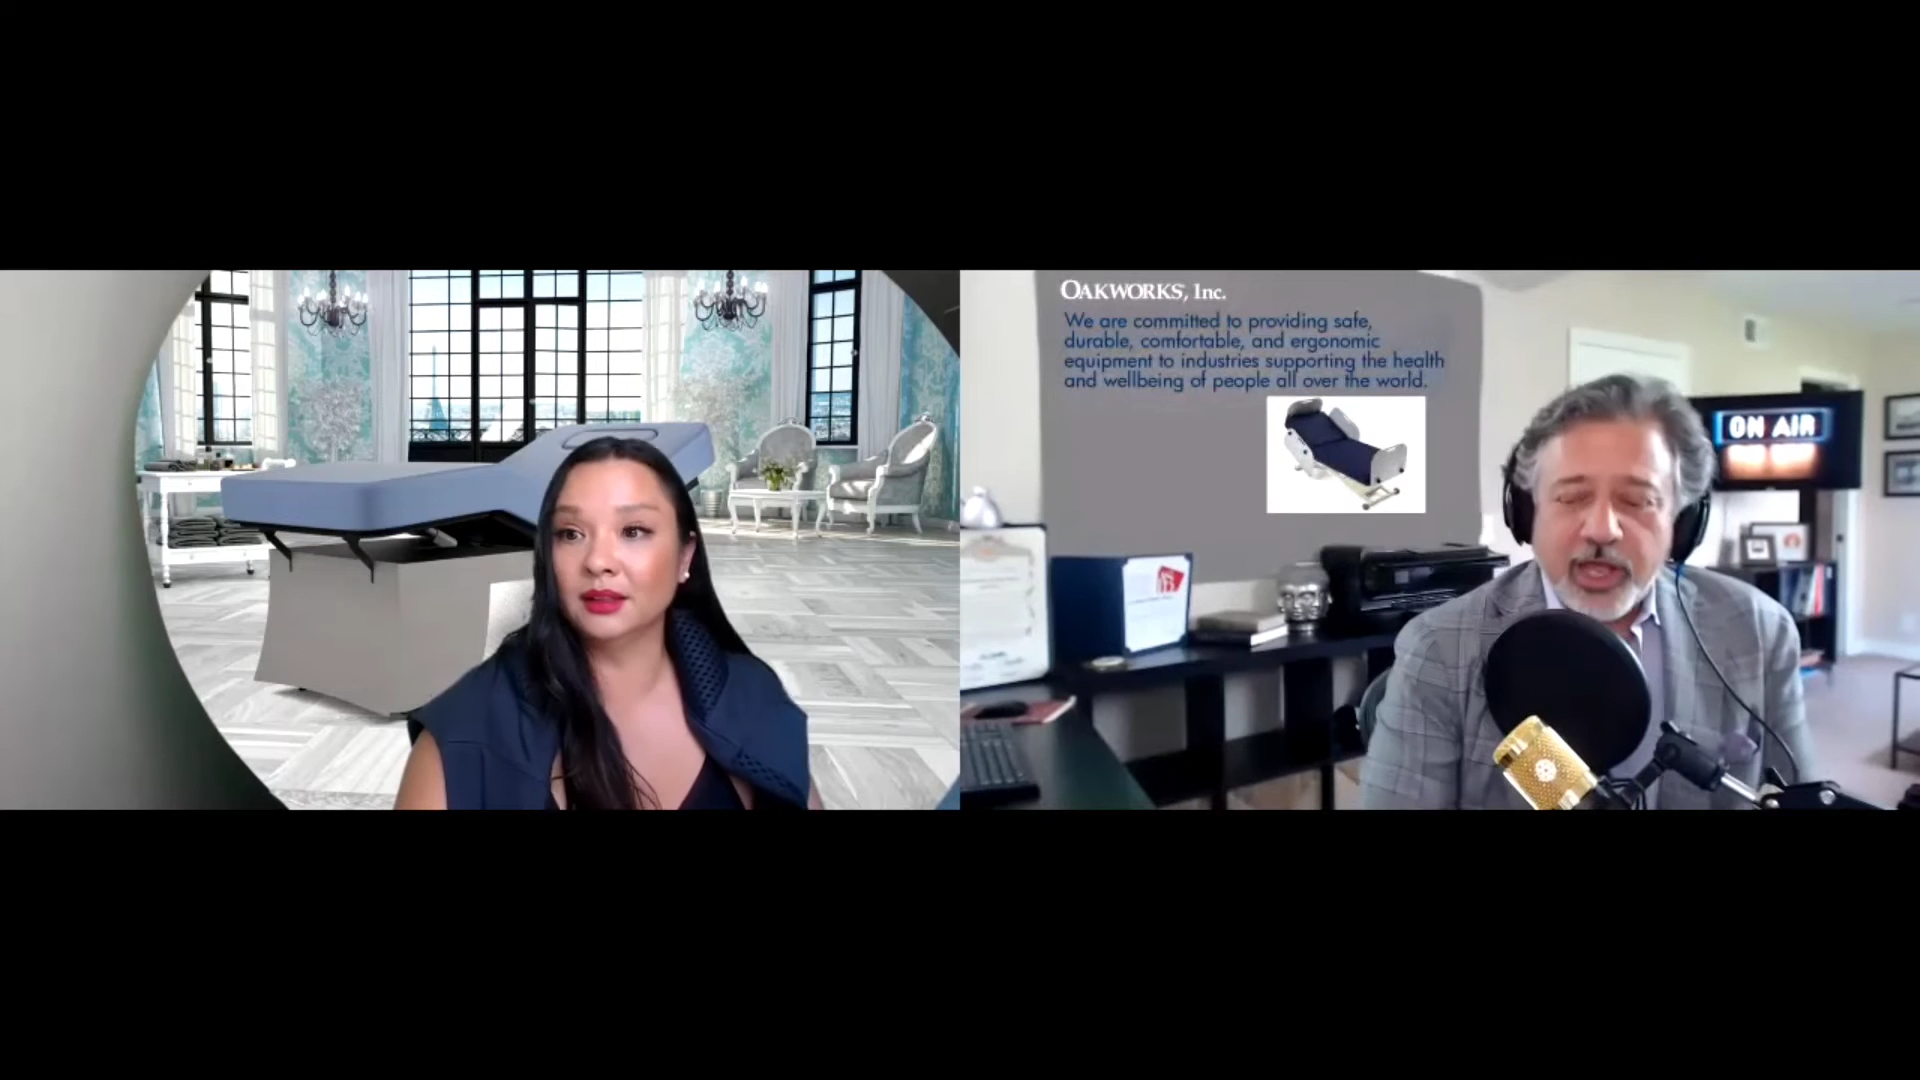 OAKWORKS, Inc.
We are committed to providing safe,
durable, comfortable, and ergonomic
equipment to industries supporting the health
and wellbeing of people all over the world.
ON AIR